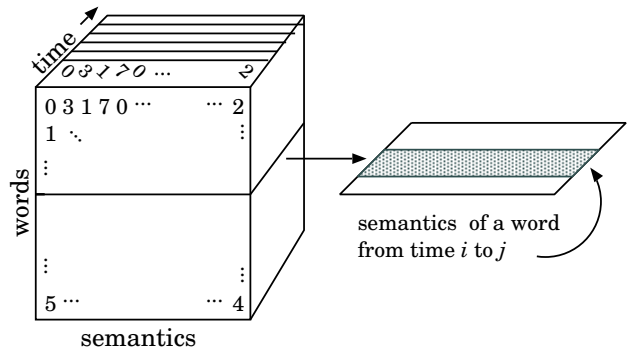 time
0 3 1 7 0 ... 2
0 3 1 7 0 ... ... 2
1 ⋱ ⋮
⋮
words
⋮ ⋮
5 ... ... 4
semantics
semantics of a word
from time i to j